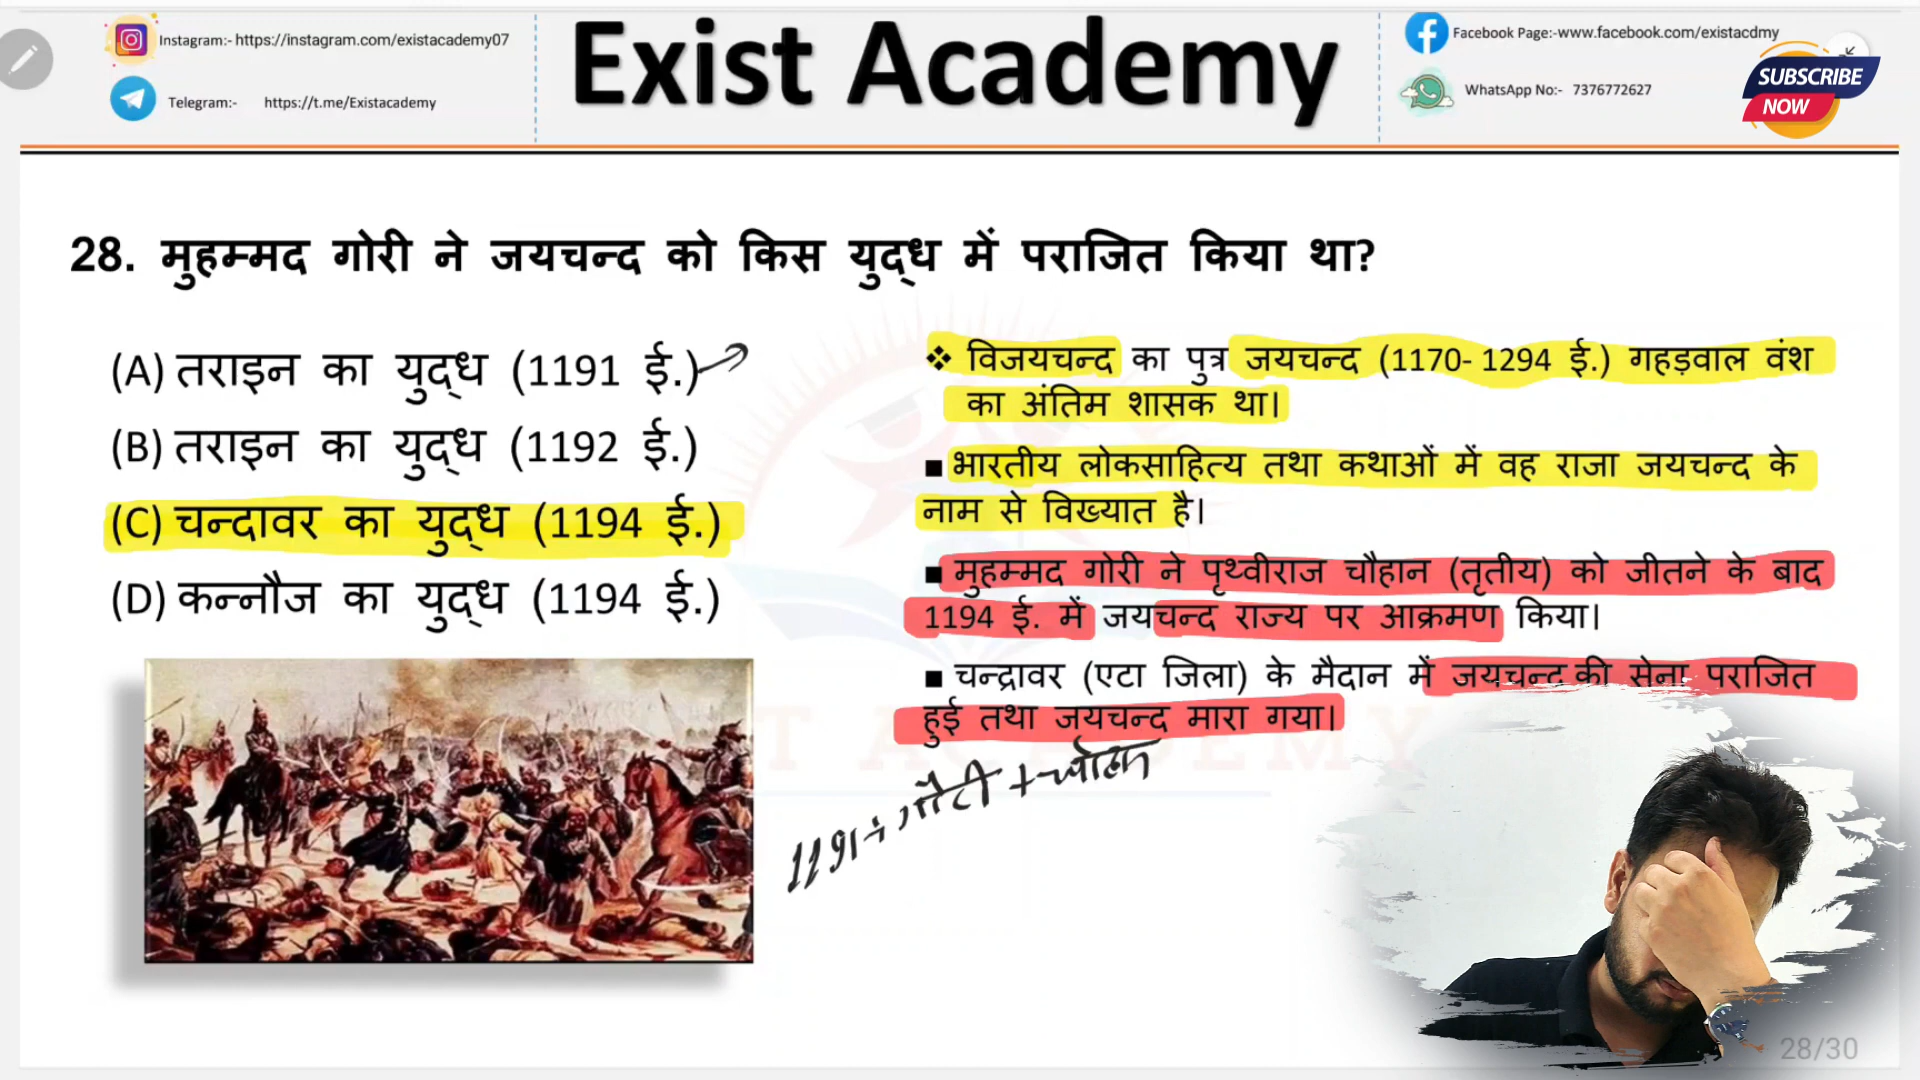 Instagram:- https://instagram.com/existacademy07
Telegram:- https://t.me/Existacademy
Exist Academy
Facebook Page:-www.facebook.com/existacdmy
WhatsApp No:- 7376772627
SUBSCRIBE
NOW
28. मुहम्मद गोरी ने जयचन्द को किस युद्ध में पराजित किया था?
(A) तराइन का युद्ध (1191 ई.)
(B) तराइन का युद्ध (1192 ई.)
(C) चन्दावर का युद्ध (1194 ई.)
(D) कन्नौज का युद्ध (1194 ई.)
❖ विजयचन्द का पुत्र जयचन्द (1170- 1294 ई.) गहड़वाल वंश
का अंतिम शासक था।
■ भारतीय लोकसाहित्य तथा कथाओं में वह राजा जयचन्द के
नाम से विख्यात है।
■ मुहम्मद गोरी ने पृथ्वीराज चौहान (तृतीय) को जीतने के बाद
1194 ई. में जयचन्द राज्य पर आक्रमण किया।
■ चन्द्रावर (एटा जिला) के मैदान में जयचन्द की सेना पराजित
हुई तथा जयचन्द मारा गया।
1191
28/30